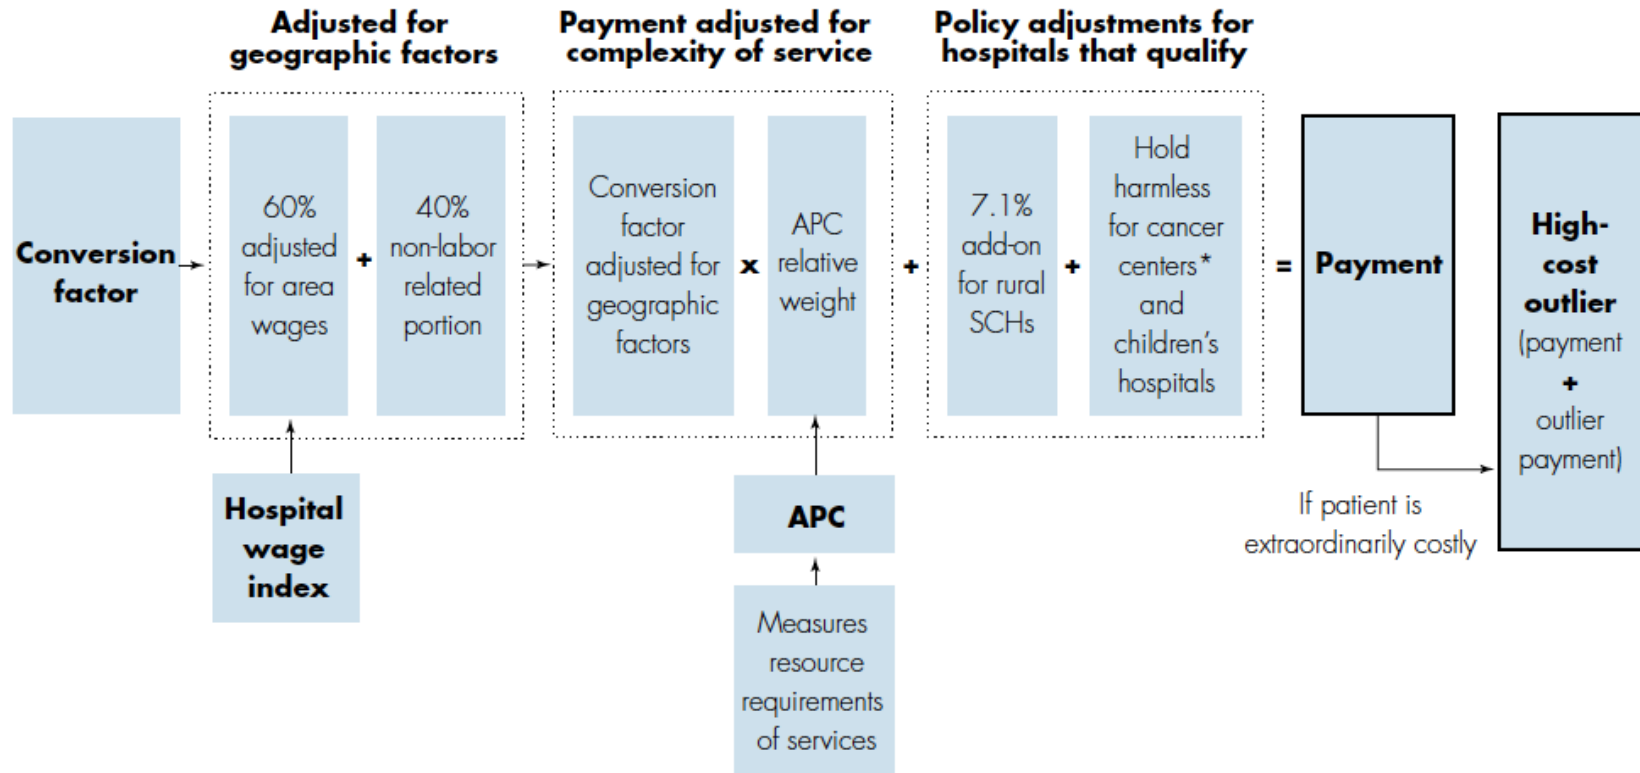 Adjusted for
geographic factors
Payment adjusted for
complexity of service
Policy adjustments for
hospitals that qualify
Conversion
factor
60%
adjusted
for area
wages
+
40%
non-labor
related
portion
Conversion
factor
adjusted for
geographic
factors
x
APC
relative
weight
+
7.1%
add-on
for rural
SCHs
+
Hold
harmless
for cancer
centers*
and
children’s
hospitals
=
Payment
High-
cost
outlier
(payment
+
outlier
payment)
Hospital
wage
index
APC
If patient is
extraordinarily costly
Measures
resource
requirements
of services